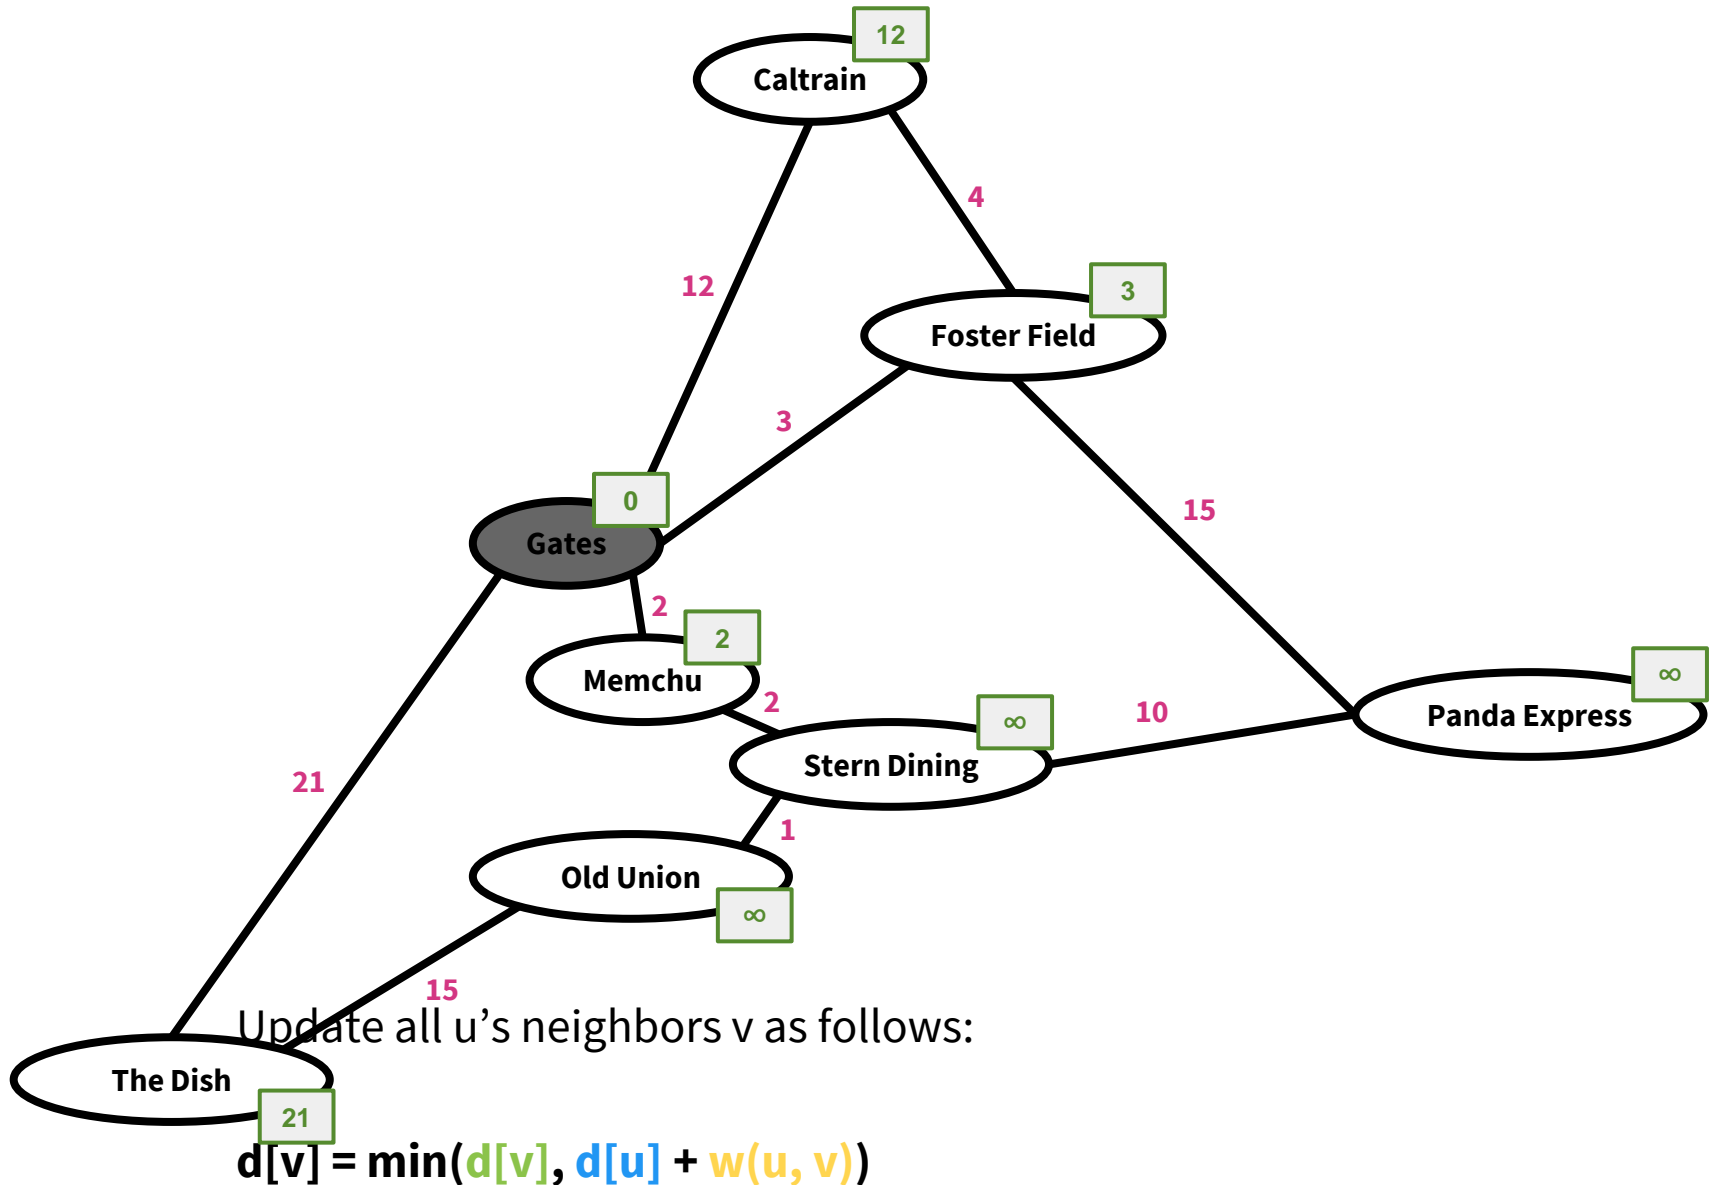 12
Caltrain
4
12
3
Foster Field
3
0
15
Gates
2
2
∞
Memchu
2
∞
10
Panda Express
Stern Dining
21
1
Old Union
∞
15
Update all u’s neighbors v as follows:
The Dish
21
d[v] = min(d[v], d[u] + w(u, v))